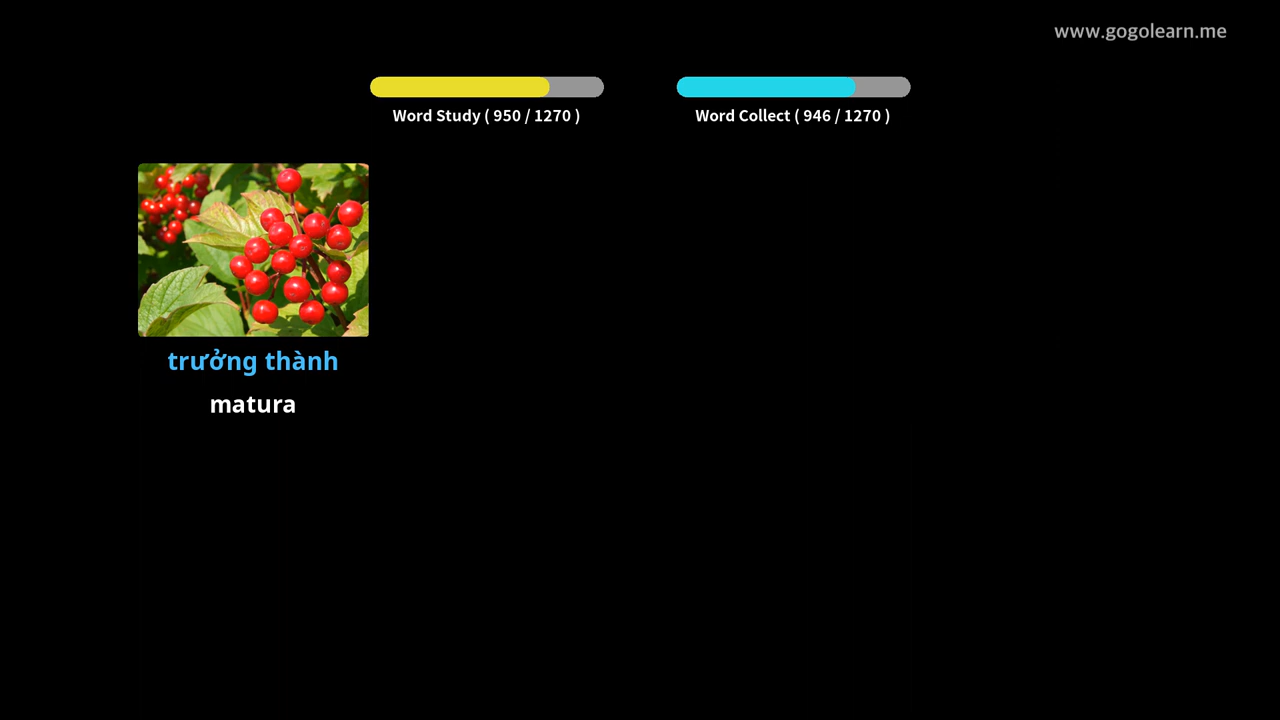 www.gogolearn.me
Word Study ( 950 / 1270 )
Word Collect ( 946 / 1270 )
trưởng thành
matura